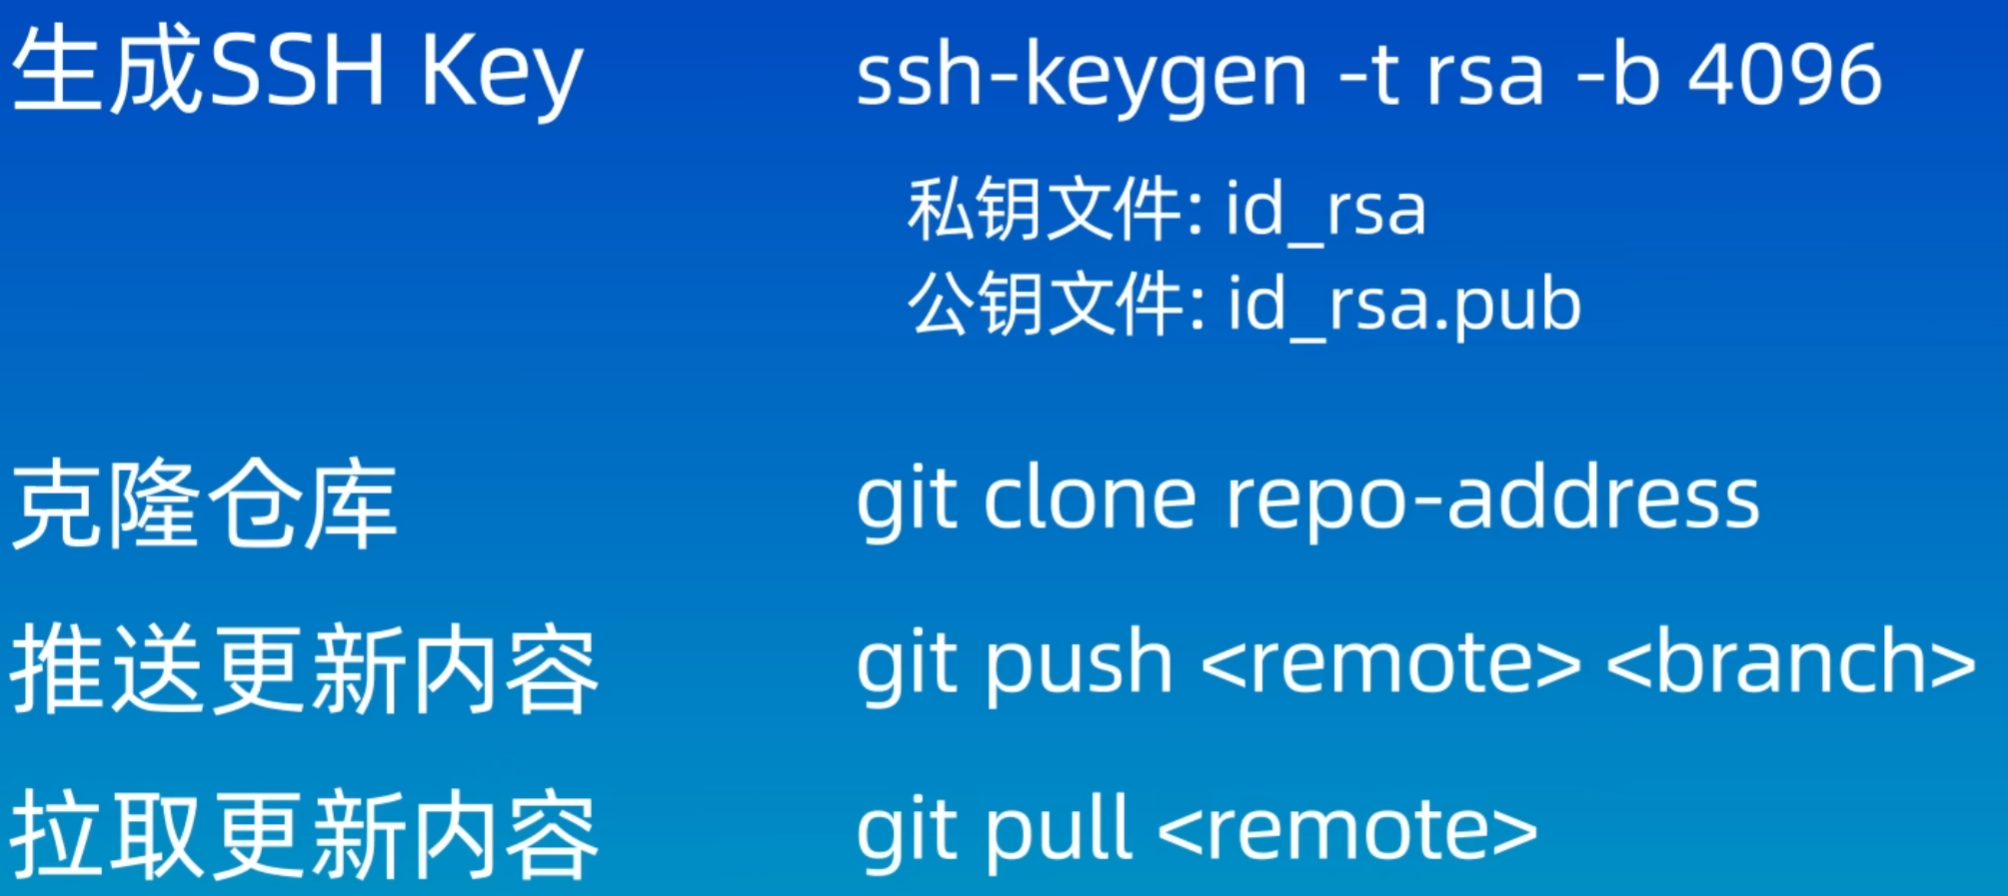 生成SSH Key ssh-keygen -t rsa -b 4096
私钥文件: id_rsa
公钥文件: id_rsa.pub
克隆仓库 git clone repo-address
推送更新内容 git push <remote> <branch>
拉取更新内容 git pull <remote>